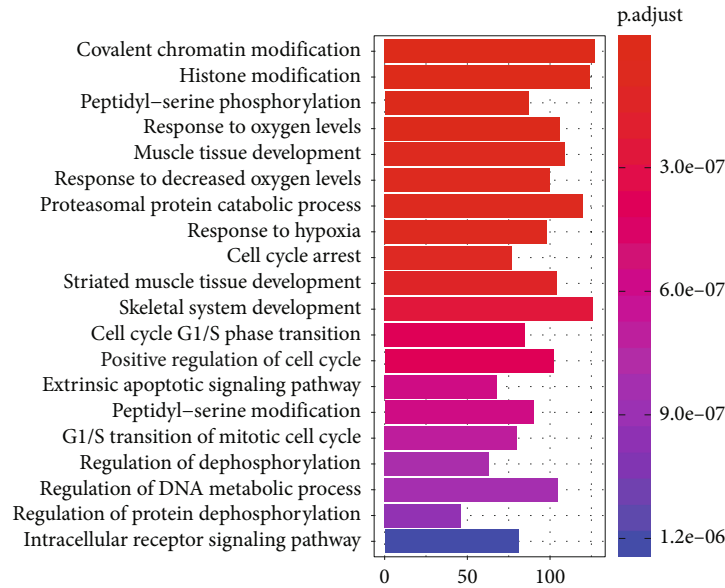 p.adjust
Covalent chromatin modification
Histone modification
Peptidyl−serine phosphorylation
Response to oxygen levels
Muscle tissue development
Response to decreased oxygen levels
Proteasomal protein catabolic process
Response to hypoxia
Cell cycle arrest
Striated muscle tissue development
Skeletal system development
Cell cycle G1/S phase transition
Positive regulation of cell cycle
Extrinsic apoptotic signaling pathway
Peptidyl−serine modification
G1/S transition of mitotic cell cycle
Regulation of dephosphorylation
Regulation of DNA metabolic process
Regulation of protein dephosphorylation
Intracellular receptor signaling pathway
0 50 100
3.0e−07
6.0e−07
9.0e−07
1.2e−06